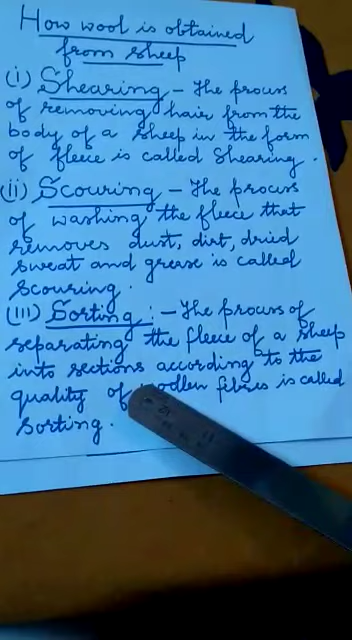 How wool is obtained
from sheep
(i) Shearing - The process
of removing hair from the
body of a sheep in the form
of fleece is called Shearing.
(ii) Scouring - The process
of washing the fleece that
removes dust, dirt, dried
sweat and grease is called
Scouring.
(iii) Sorting :- The process of
separating the fleece of a sheep
into sections according to the
quality of woollen fibres is called
Sorting.